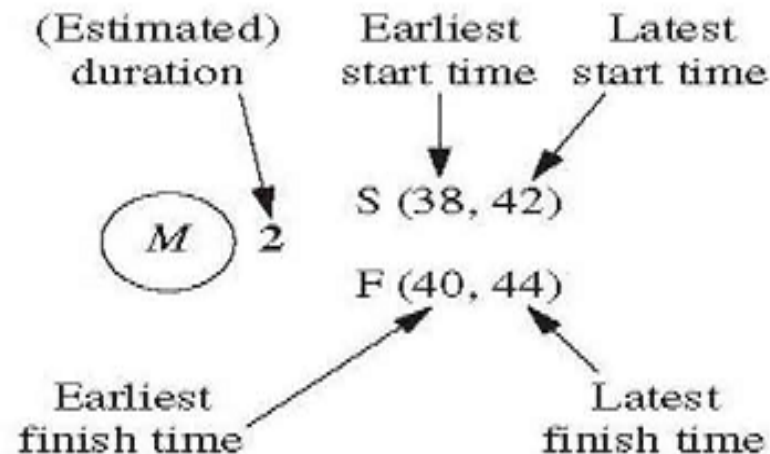 (Estimated)
duration
Earliest
start time
Latest
start time
S (38, 42)
M 2
F (40, 44)
Earliest
finish time
Latest
finish time